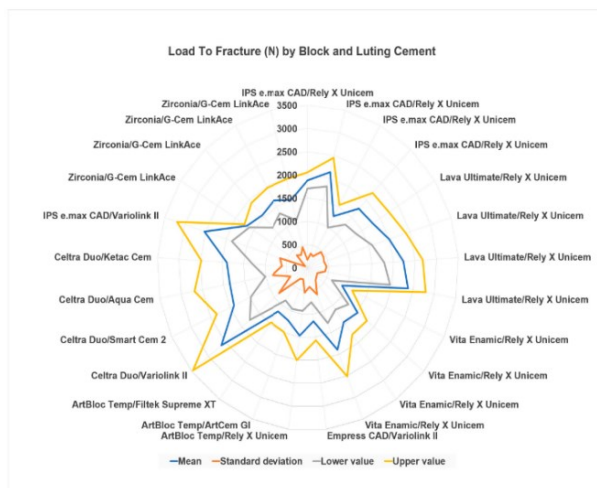 Load To Fracture (N) by Block and Luting Cement
IPS e.max CAD/Rely X Unicem
IPS e.max CAD/Rely X Unicem
IPS e.max CAD/Rely X Unicem
IPS e.max CAD/Rely X Unicem
Lava Ultimate/Rely X Unicem
Lava Ultimate/Rely X Unicem
Lava Ultimate/Rely X Unicem
Lava Ultimate/Rely X Unicem
Vita Enamic/Rely X Unicem
Vita Enamic/Rely X Unicem
Vita Enamic/Rely X Unicem
Vita Enamic/Rely X Unicem
Empress CAD/Variolink II
ArtBloc Temp/Rely X Unicem
ArtBloc Temp/ArtCem GI
ArtBloc Temp/Filtek Supreme XT
Celtra Duo/Variolink II
Celtra Duo/Smart Cem 2
Celtra Duo/Aqua Cem
Celtra Duo/Ketac Cem
IPS e.max CAD/Variolink II
Zirconia/G-Cem LinkAce
Zirconia/G-Cem LinkAce
Zirconia/G-Cem LinkAce
Zirconia/G-Cem LinkAce
3500
3000
2500
2000
1500
1000
500
0
Mean Standard deviation Lower value Upper value